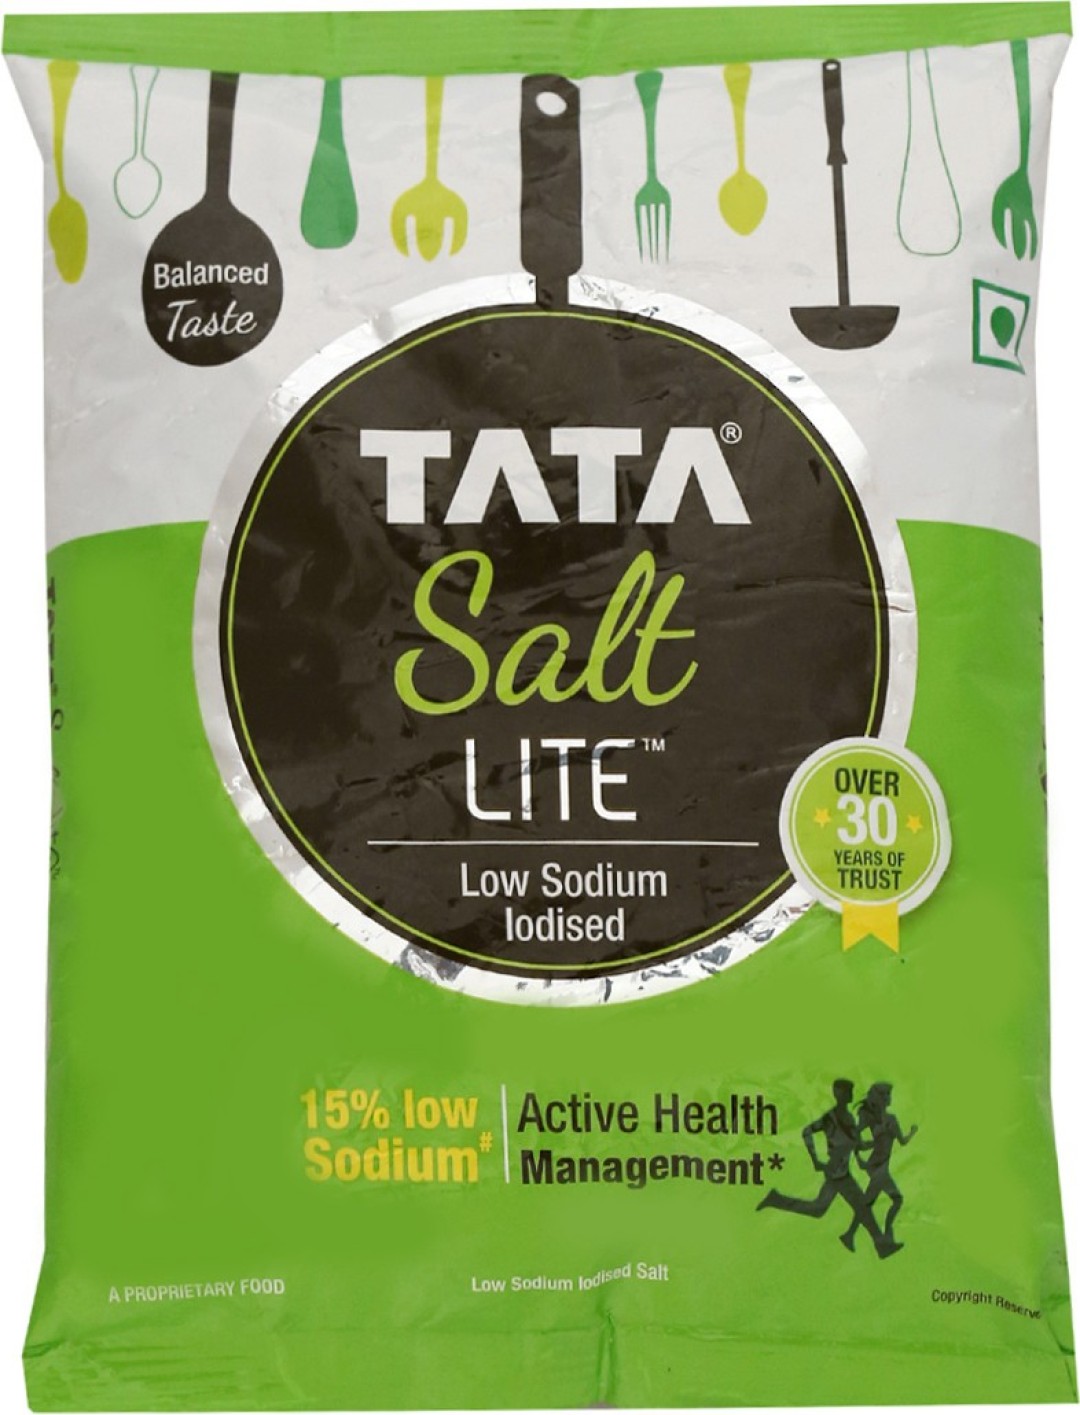 Balanced
Taste
TATA®
Salt
LITE™
Low Sodium
Iodised
OVER
30
YEARS OF
TRUST
15% low
Sodium#
Active Health
Management*
A PROPRIETARY FOOD
Low Sodium Iodised Salt
Copyright Reserve